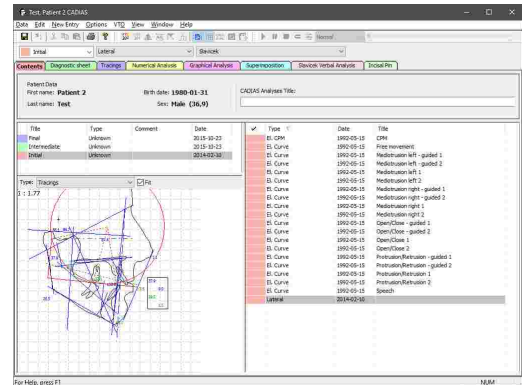 Test, Patient 2 CADIAS
Data Edit New Entry Options VTO View Window Help
Initial Lateral Slavicek
Contents Diagnostic sheet Tracings Numerical Analysis Graphical Analysis Superimposition Slavicek Verbal Analysis Incisal Pin
Patient Data
First name: Patient 2 Birth date: 1980-01-31 CADIAS Analyses Title:
Last name: Test Sex: Male (36,9)
Title Type Comment Date
Final Unknown 2015-10-23
Intermediate Unknown 2015-10-23
Initial Unknown 2014-02-10
Type: Tracings Fit
1 : 1.77
Type Date Title
El. CPM 1992-05-15 CPM
El. Curve 1992-05-15 Free movement
El. Curve 1992-05-15 Mediotrusion left - guided 1
El. Curve 1992-05-15 Mediotrusion left - guided 2
El. Curve 1992-05-15 Mediotrusion left 1
El. Curve 1992-05-15 Mediotrusion left 2
El. Curve 1992-05-15 Mediotrusion right - guided 1
El. Curve 1992-05-15 Mediotrusion right - guided 2
El. Curve 1992-05-15 Mediotrusion right 1
El. Curve 1992-05-15 Mediotrusion right 2
El. Curve 1992-05-15 Open/Close - guided 1
El. Curve 1992-05-15 Open/Close - guided 2
El. Curve 1992-05-15 Open/Close 1
El. Curve 1992-05-15 Open/Close 2
El. Curve 1992-05-15 Protrusion/Retrusion - guided 1
El. Curve 1992-05-15 Protrusion/Retrusion - guided 2
El. Curve 1992-05-15 Protrusion/Retrusion 1
El. Curve 1992-05-15 Protrusion/Retrusion 2
El. Curve 1992-05-15 Speech
Lateral 2014-02-10
For Help, press F1 NUM